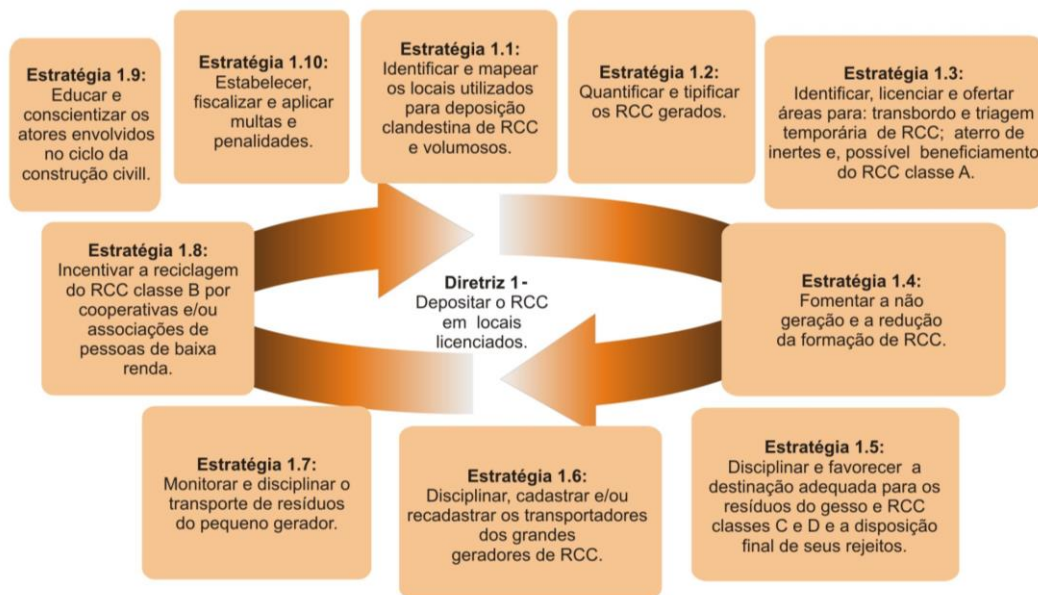 Estratégia 1.9:
Educar e
conscientizar os
atores envolvidos
no ciclo da
construção civill.
Estratégia 1.10:
Estabelecer,
fiscalizar e aplicar
multas e
penalidades.
Estratégia 1.1:
Identificar e mapear
os locais utilizados
para deposição
clandestina de RCC
e volumosos.
Estratégia 1.2:
Quantificar e tipificar
os RCC gerados.
Estratégia 1.3:
Identificar, licenciar e ofertar
áreas para: transbordo e triagem
temporária de RCC; aterro de
inertes e, possível beneficiamento
do RCC classe A.
Estratégia 1.8:
Incentivar a reciclagem
do RCC classe B por
cooperativas e/ou
associações de
pessoas de baixa
renda.
Diretriz 1-
Depositar o RCC
em locais
licenciados.
Estratégia 1.4:
Fomentar a não
geração e a redução
da formação de RCC.
Estratégia 1.7:
Monitorar e disciplinar o
transporte de resíduos
do pequeno gerador.
Estratégia 1.6:
Disciplinar, cadastrar e/ou
recadastrar os transportadores
dos grandes
geradores de RCC.
Estratégia 1.5:
Disciplinar e favorecer a
destinação adequada para os
resíduos do gesso e RCC
classes C e D e a disposição
final de seus rejeitos.